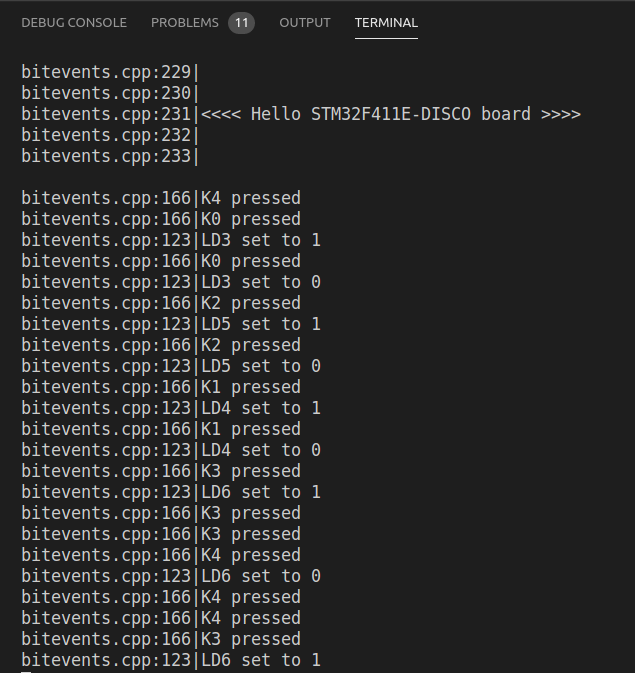 DEBUG CONSOLE PROBLEMS 11 OUTPUT TERMINAL
bitevents.cpp:229|
bitevents.cpp:230|
bitevents.cpp:231|<<<< Hello STM32F411E-DISCO board >>>>
bitevents.cpp:232|
bitevents.cpp:233|
bitevents.cpp:166|K4 pressed
bitevents.cpp:166|K0 pressed
bitevents.cpp:123|LD3 set to 1
bitevents.cpp:166|K0 pressed
bitevents.cpp:123|LD3 set to 0
bitevents.cpp:166|K2 pressed
bitevents.cpp:123|LD5 set to 1
bitevents.cpp:166|K2 pressed
bitevents.cpp:123|LD5 set to 0
bitevents.cpp:166|K1 pressed
bitevents.cpp:123|LD4 set to 1
bitevents.cpp:166|K1 pressed
bitevents.cpp:123|LD4 set to 0
bitevents.cpp:166|K3 pressed
bitevents.cpp:123|LD6 set to 1
bitevents.cpp:166|K3 pressed
bitevents.cpp:166|K3 pressed
bitevents.cpp:166|K4 pressed
bitevents.cpp:123|LD6 set to 0
bitevents.cpp:166|K4 pressed
bitevents.cpp:166|K4 pressed
bitevents.cpp:166|K3 pressed
bitevents.cpp:123|LD6 set to 1